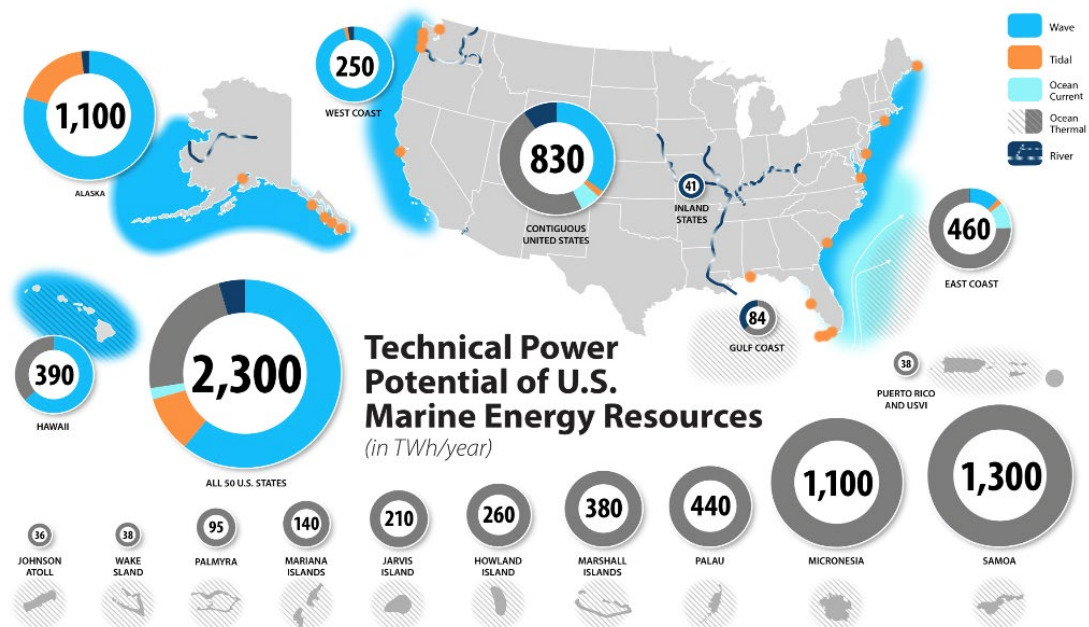 1,100
ALASKA
250
WEST COAST
830
CONTIGUOUS
UNITED STATES
41
INLAND
STATES
Wave
Tidal
Ocean
Current
Ocean
Thermal
River
460
EAST COAST
84
GULF COAST
390
HAWAII
2,300
ALL 50 U.S. STATES
Technical Power
Potential of U.S.
Marine Energy Resources
(in TWh/year)
38
PUERTO RICO
AND USVI
36
JOHNSON
ATOLL
38
WAKE
SLAND
95
PALMYRA
140
MARIANA
ISLANDS
210
JARVIS
ISLAND
260
HOWLAND
ISLAND
380
MARSHALL
ISLANDS
440
PALAU
1,100
MICRONESIA
1,300
SAMOA